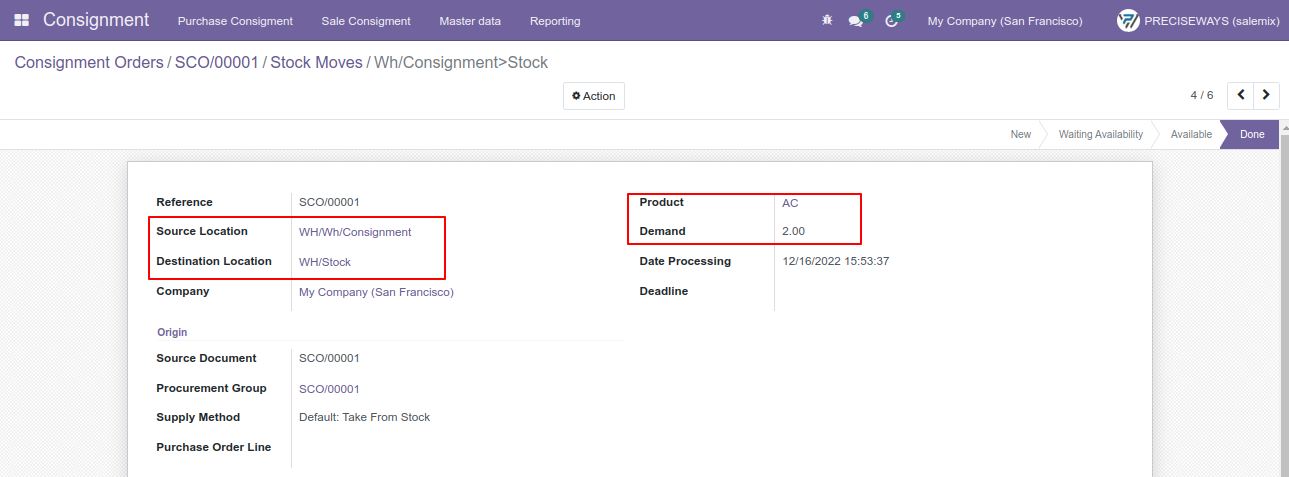 Consignment Purchase Consigment Sale Consigment Master data Reporting 6 5 My Company (San Francisco) PRECISEWAYS (salemix)
Consignment Orders / SCO/00001 / Stock Moves / Wh/Consignment>Stock
Action 4 / 6
New Waiting Availability Available Done
Reference SCO/00001 Product AC
Source Location WH/Wh/Consignment Demand 2.00
Destination Location WH/Stock Date Processing 12/16/2022 15:53:37
Company My Company (San Francisco) Deadline
Origin
Source Document SCO/00001
Procurement Group SCO/00001
Supply Method Default: Take From Stock
Purchase Order Line